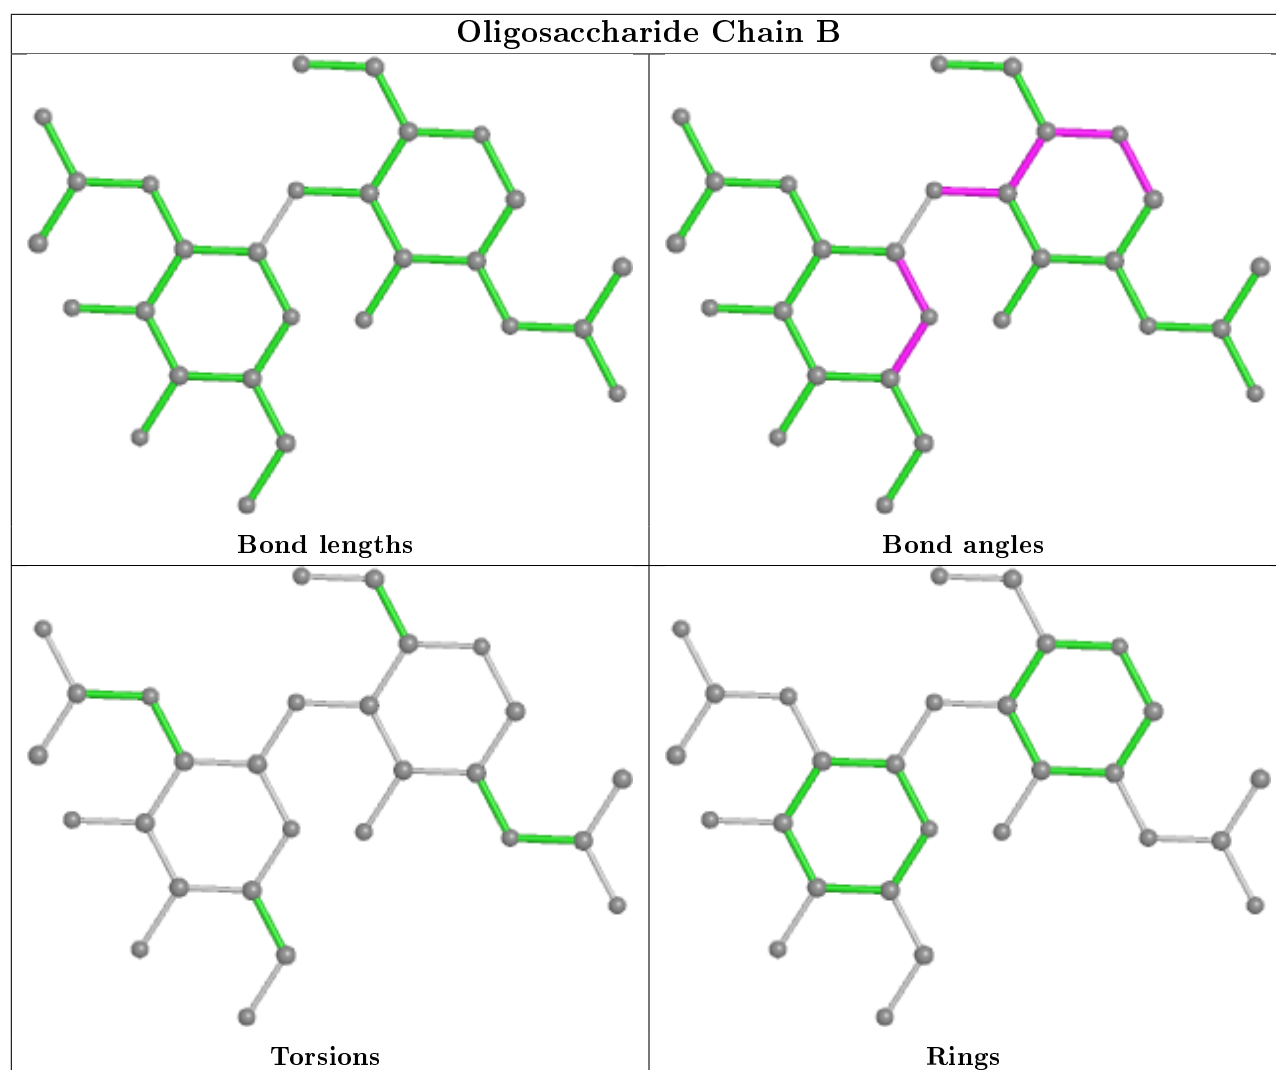 Oligosaccharide Chain B
Bond lengths
Bond angles
Torsions
Rings